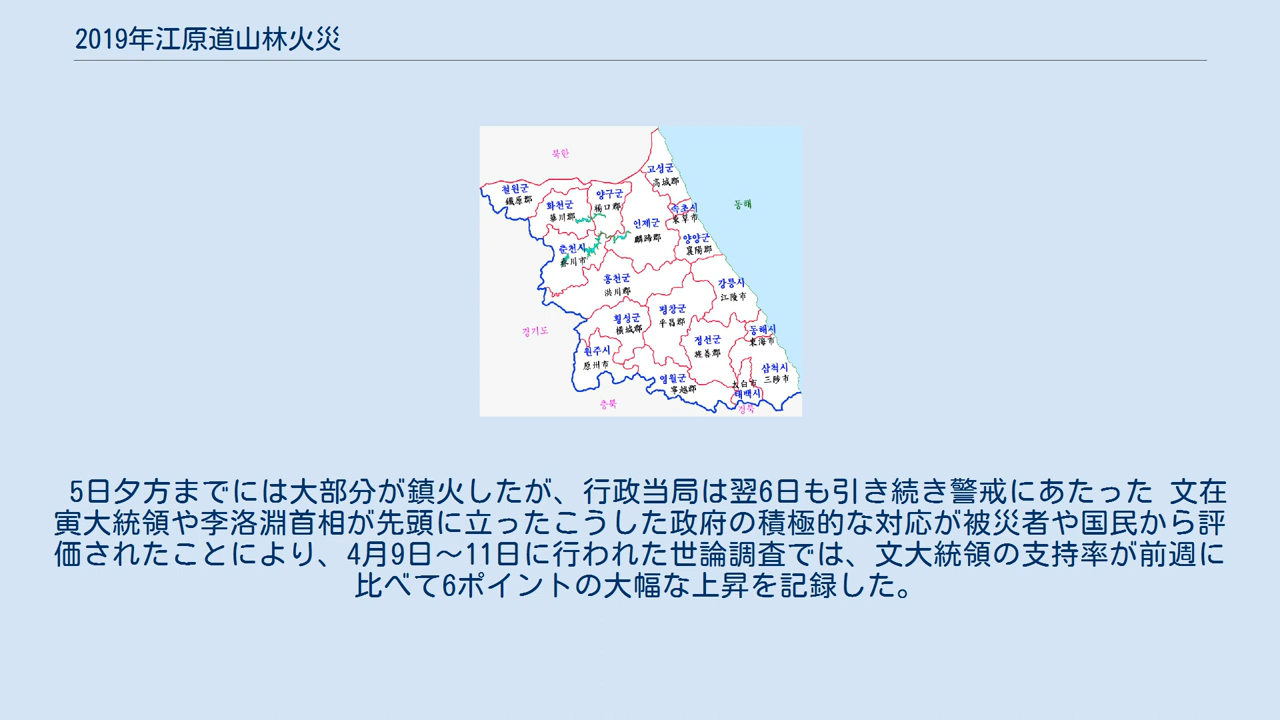 2019年江原道山林火災
북한
고성군
高城郡
철원군
鐵原郡
양구군
楊口郡
화천군
華川郡
속초시
束草市
동해
인제군
麟蹄郡
양양군
襄陽郡
춘천시
春川市
홍천군
洪川郡
강릉시
江陵市
평창군
平昌郡
횡성군
橫城郡
경기도
동해시
東海市
정선군
旌善郡
원주시
原州市
삼척시
三陟市
영월군
寧越郡
太白市
태백시
충북
경북
5日夕方までには大部分が鎮火したが、行政当局は翌6日も引き続き警戒にあたった 文在
寅大統領や李洛淵首相が先頭に立ったこうした政府の積極的な対応が被災者や国民から評
価されたことにより、4月9日〜11日に行われた世論調査では、文大統領の支持率が前週に
比べて6ポイントの大幅な上昇を記録した。